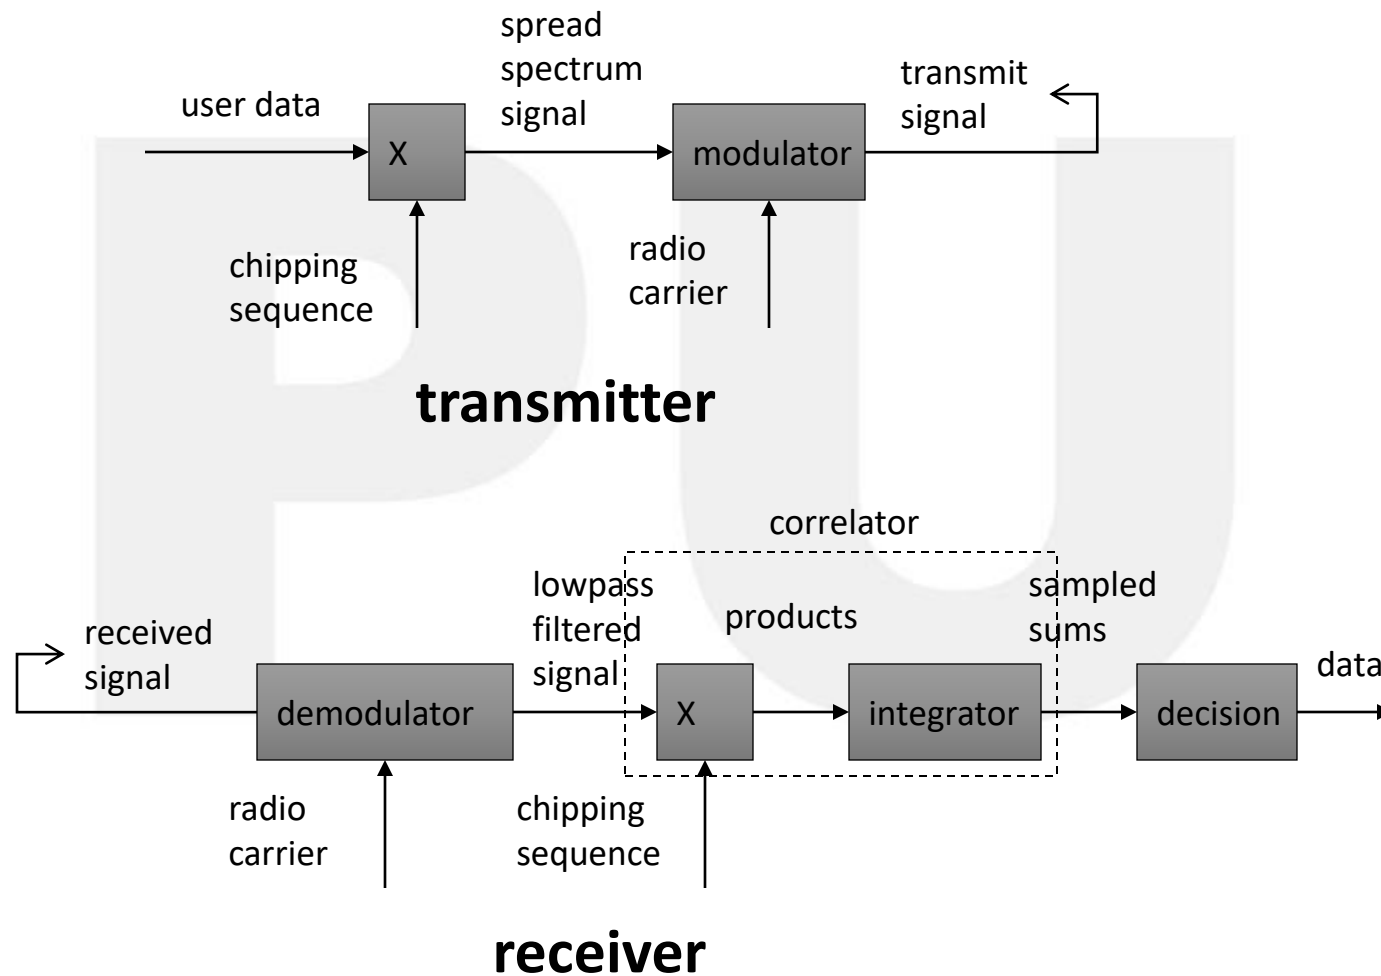 spread
spectrum
signal
transmit
signal
user data
X
modulator
chipping
sequence
radio
carrier
transmitter
correlator
lowpass
filtered
signal
products
sampled
sums
received
signal
data
demodulator
X
integrator
decision
radio
carrier
chipping
sequence
receiver
PU